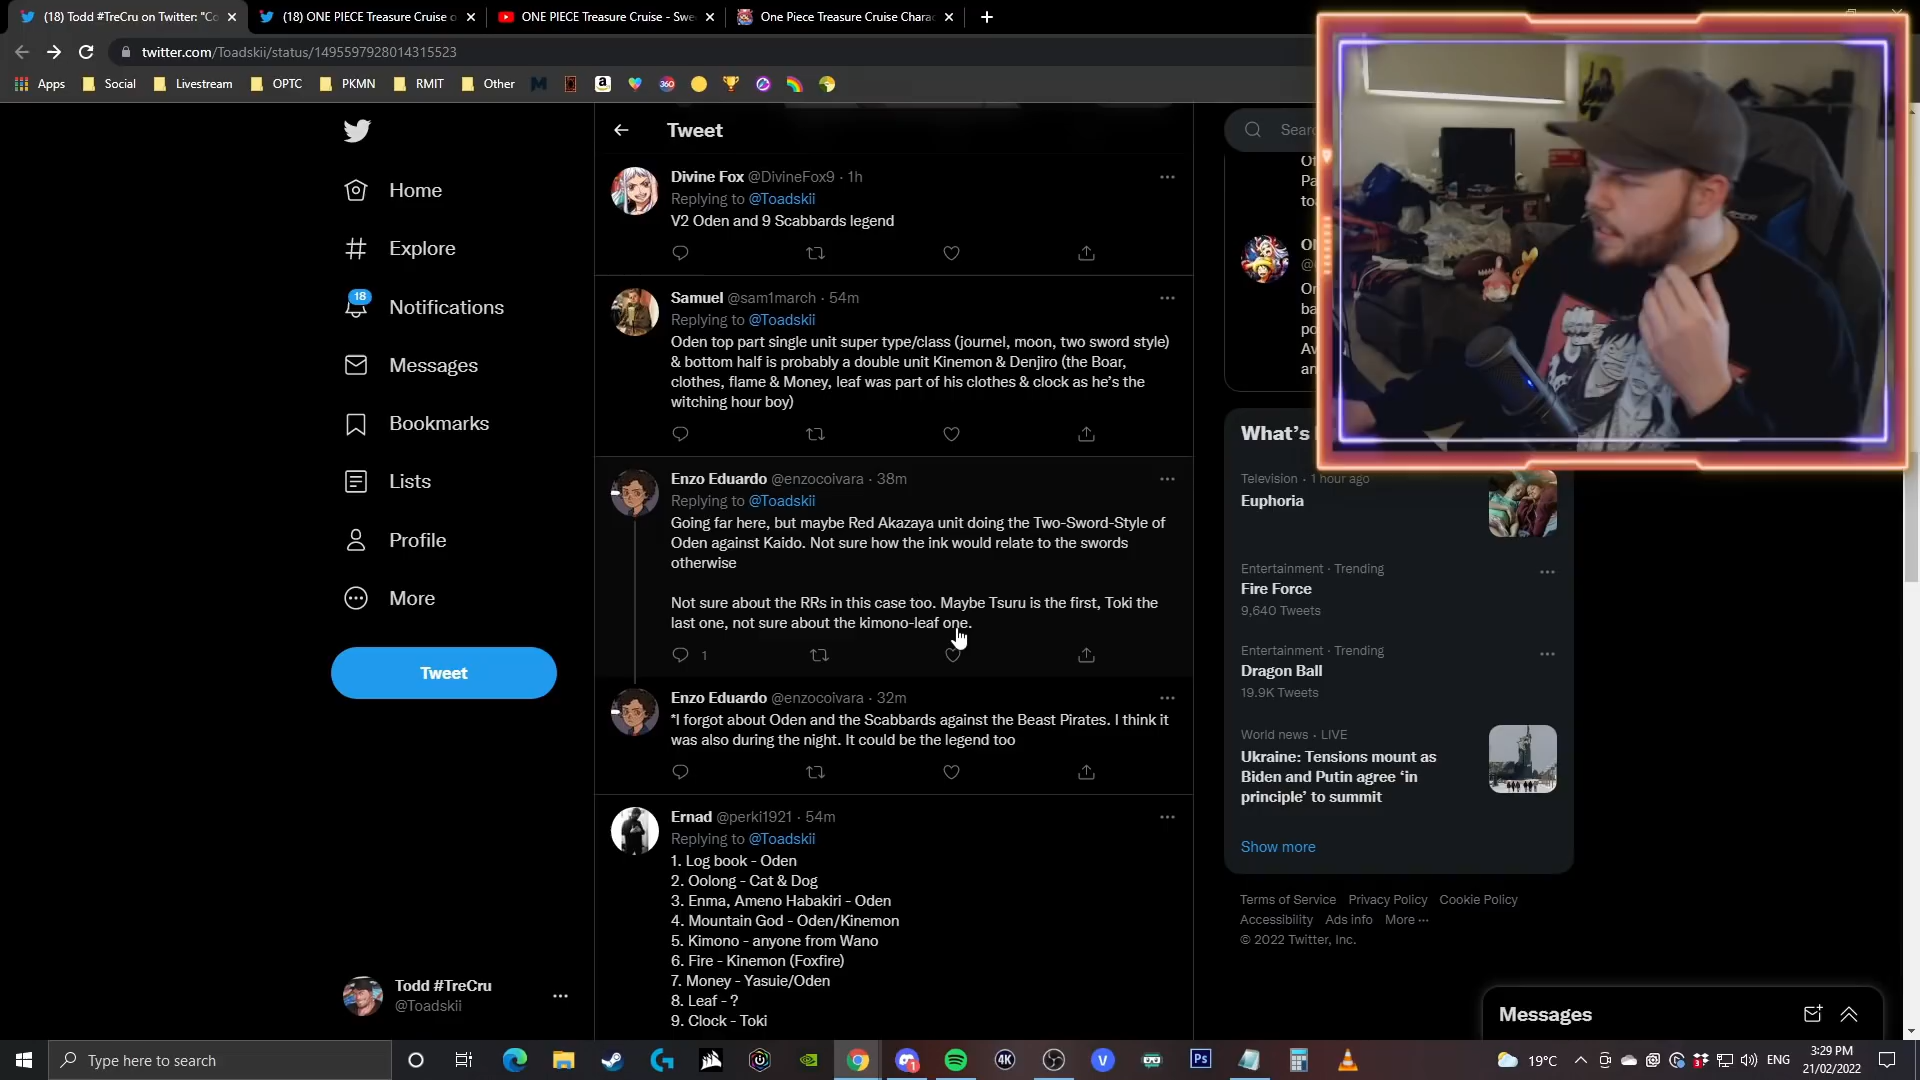 (18) Todd #TreCru on Twitter: "Co
(18) ONE PIECE Treasure Cruise o
ONE PIECE Treasure Cruise - Swe
One Piece Treasure Cruise Charac
twitter.com/Toadskii/status/1495597928014315523
Apps
Social
Livestream
OPTC
PKMN
RMIT
Other
Tweet
Sear
Home
Explore
18
Notifications
Messages
Bookmarks
Lists
Profile
More
Tweet
Todd #TreCru
@Toadskii
Divine Fox @DivineFox9 · 1h
Replying to @Toadskii
V2 Oden and 9 Scabbards legend
Samuel @sam1march · 54m
Replying to @Toadskii
Oden top part single unit super type/class (journel, moon, two sword style)
& bottom half is probably a double unit Kinemon & Denjiro (the Boar,
clothes, flame & Money, leaf was part of his clothes & clock as he's the
witching hour boy)
Enzo Eduardo @enzocoivara · 38m
Replying to @Toadskii
Going far here, but maybe Red Akazaya unit doing the Two-Sword-Style of
Oden against Kaido. Not sure how the ink would relate to the swords
otherwise
Not sure about the RRs in this case too. Maybe Tsuru is the first, Toki the
last one, not sure about the kimono-leaf one.
1
Enzo Eduardo @enzocoivara · 32m
*I forgot about Oden and the Scabbards against the Beast Pirates. I think it
was also during the night. It could be the legend too
Ernad @perki1921 · 54m
Replying to @Toadskii
1. Log book - Oden
2. Oolong - Cat & Dog
3. Enma, Ameno Habakiri - Oden
4. Mountain God - Oden/Kinemon
5. Kimono - anyone from Wano
6. Fire - Kinemon (Foxfire)
7. Money - Yasuie/Oden
8. Leaf - ?
9. Clock - Toki
What's
Television · 1 hour ago
Euphoria
Entertainment · Trending
Fire Force
9,640 Tweets
Entertainment · Trending
Dragon Ball
19.9K Tweets
World news · LIVE
Ukraine: Tensions mount as
Biden and Putin agree 'in
principle' to summit
Show more
Terms of Service Privacy Policy Cookie Policy
Accessibility Ads info More ···
© 2022 Twitter, Inc.
Messages
Type here to search
19°C
ENG
3:29 PM
21/02/2022